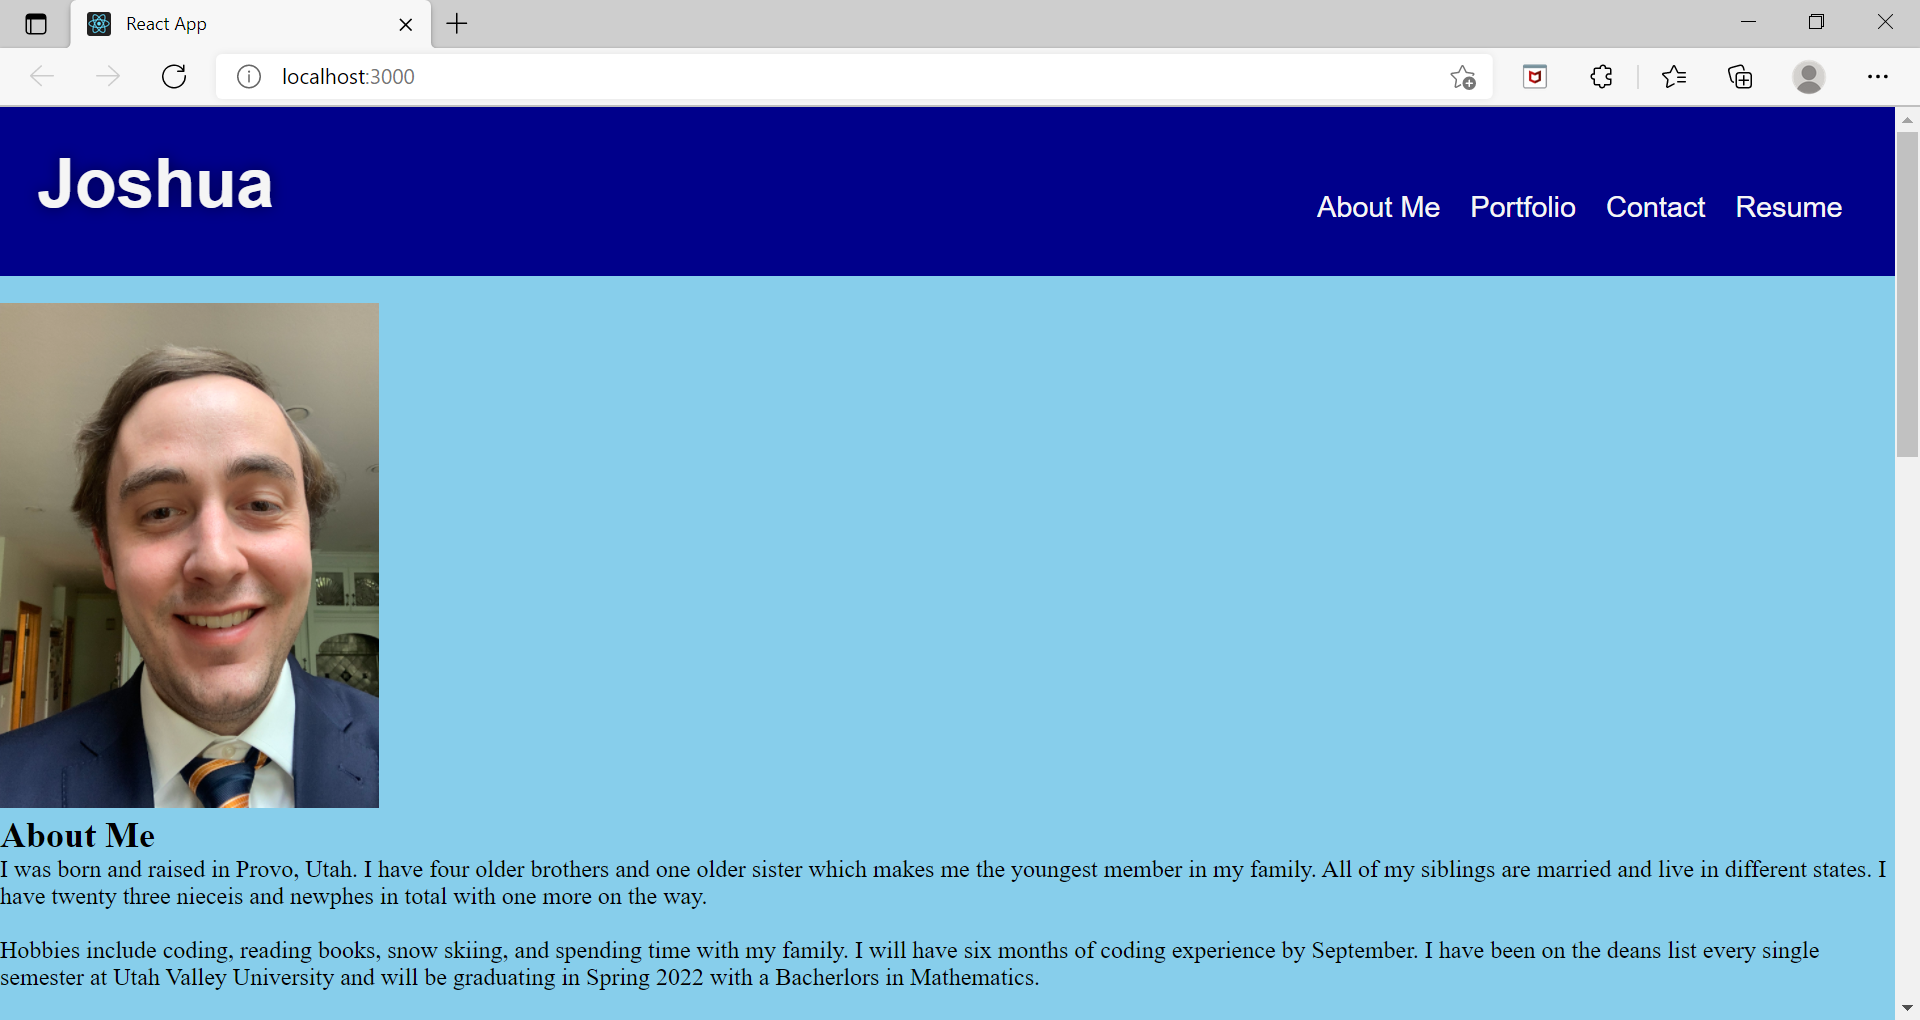 React App
localhost:3000
Joshua
About Me Portfolio Contact Resume
About Me
I was born and raised in Provo, Utah. I have four older brothers and one older sister which makes me the youngest member in my family. All of my siblings are married and live in different states. I
have twenty three nieceis and newphes in total with one more on the way.
Hobbies include coding, reading books, snow skiing, and spending time with my family. I will have six months of coding experience by September. I have been on the deans list every single
semester at Utah Valley University and will be graduating in Spring 2022 with a Bacherlors in Mathematics.